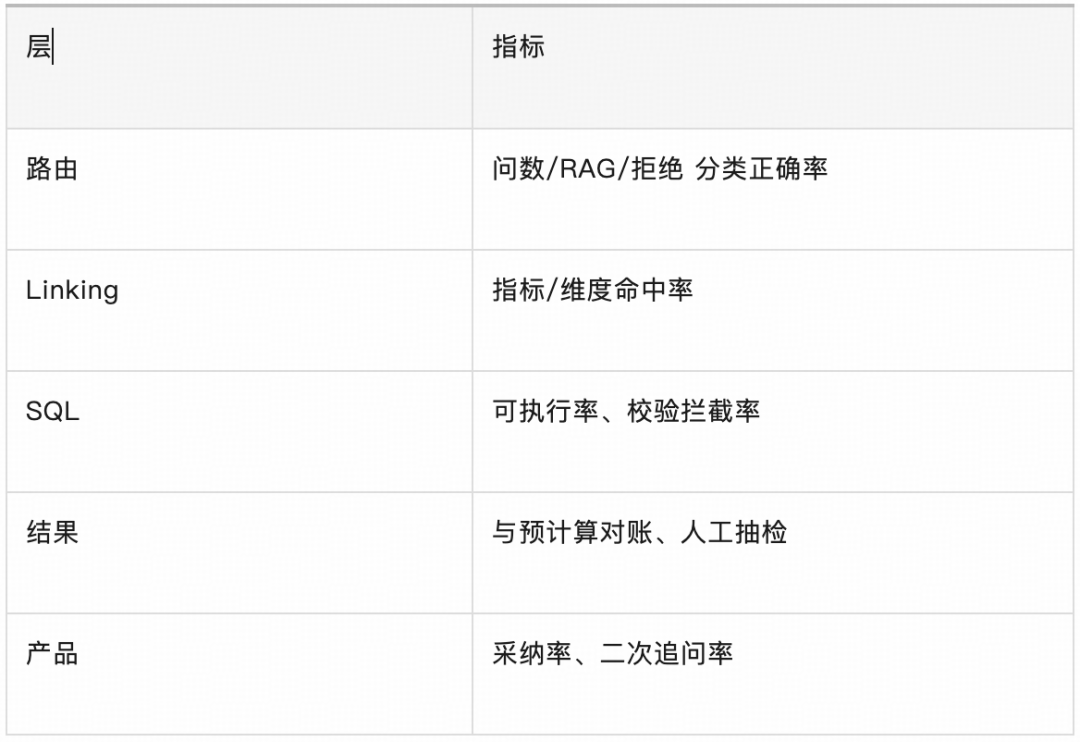 层
指标
路由
问数/RAG/拒绝 分类正确率
Linking
指标/维度命中率
SQL
可执行率、校验拦截率
结果
与预计算对账、人工抽检
产品
采纳率、二次追问率